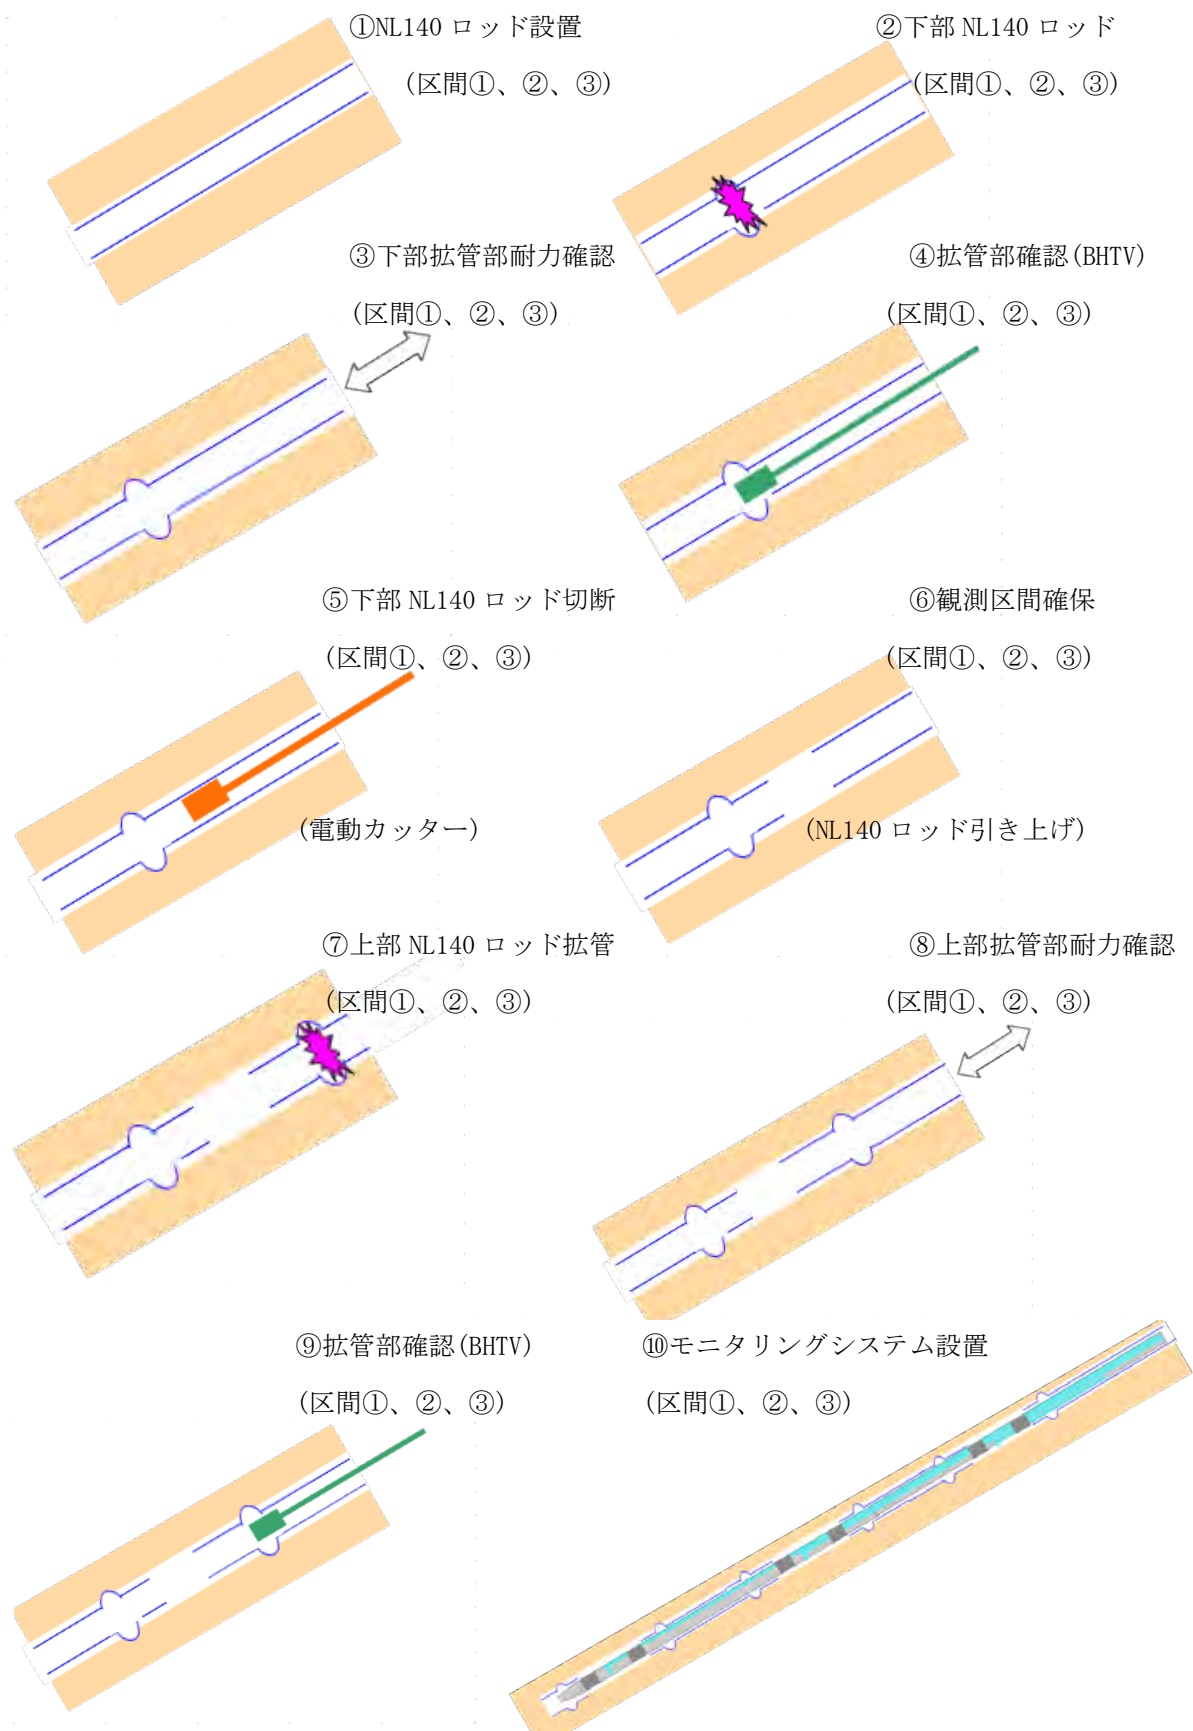 ①NL140 ロッド設置
(区間①、②、③)
②下部 NL140 ロッド
(区間①、②、③)
③下部拡管部耐力確認
(区間①、②、③)
④拡管部確認(BHTV)
(区間①、②、③)
⑤下部 NL140 ロッド切断
(区間①、②、③)
(電動カッター)
⑥観測区間確保
(区間①、②、③)
(NL140 ロッド引き上げ)
⑦上部 NL140 ロッド拡管
(区間①、②、③)
⑧上部拡管部耐力確認
(区間①、②、③)
⑨拡管部確認(BHTV)
(区間①、②、③)
⑩モニタリングシステム設置
(区間①、②、③)